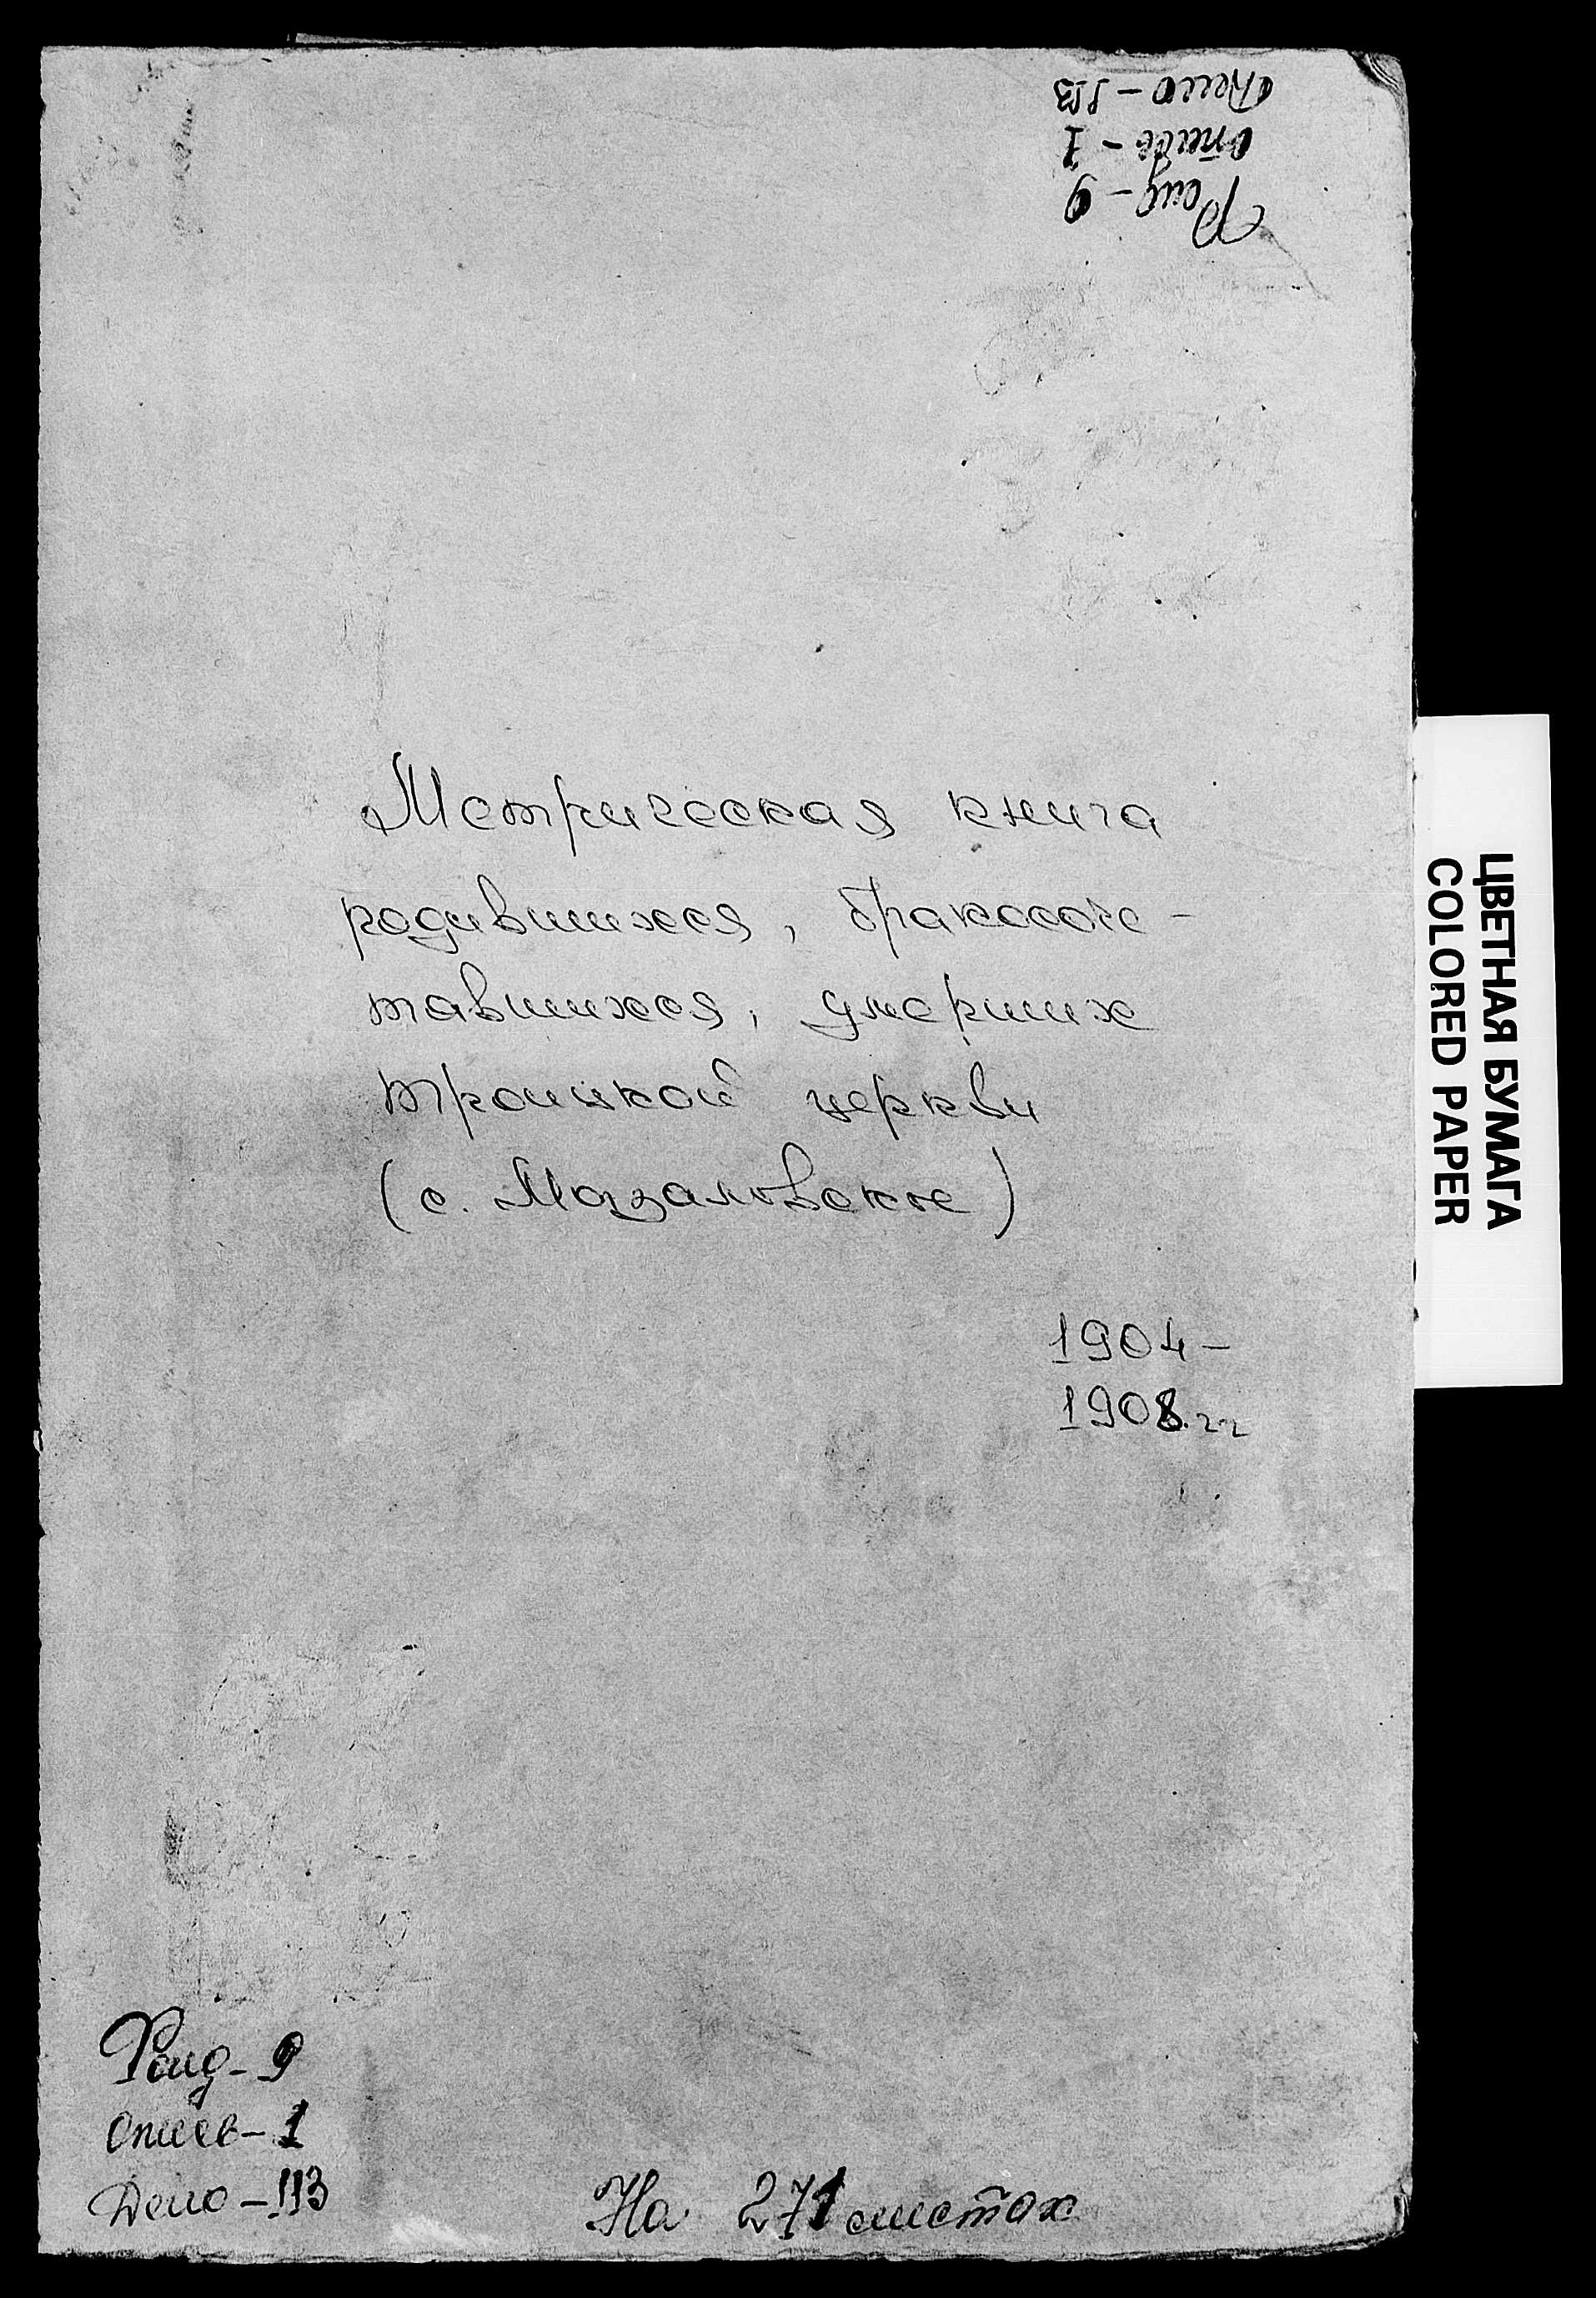 Фонд - 9
опись - 1
Дело - 113
Метрическая книга
родившихся, бракосоче-
тавшихся, умерших
троицкой церкви
(с. Мазаловское)
1904 -
1908.гг
ЦВЕТНАЯ БУМАГА
COLORED PAPER
Фонд - 9
Опись - 1
Дело - 113
На 271 листах